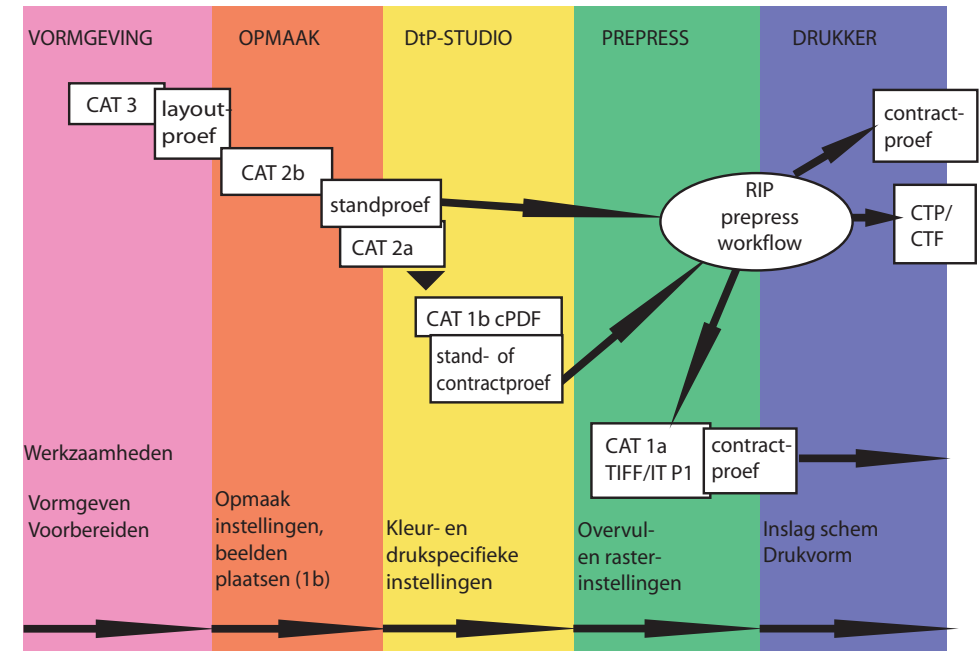 VORMGEVING
OPMAAK
DtP-STUDIO
PREPRESS
DRUKKER
CAT 3
layout-
proef
CAT 2b
standproef
CAT 2a
CAT 1b cPDF
stand- of
contractproef
RIP
prepress
workflow
contract-
proef
CTP/
CTF
CAT 1a
TIFF/IT P1
contract-
proef
Werkzaamheden
Vormgeven
Voorbereiden
Opmaak
instellingen,
beelden
plaatsen (1b)
Kleur- en
drukspecifieke
instellingen
Overvul-
en raster-
instellingen
Inslag schem
Drukvorm